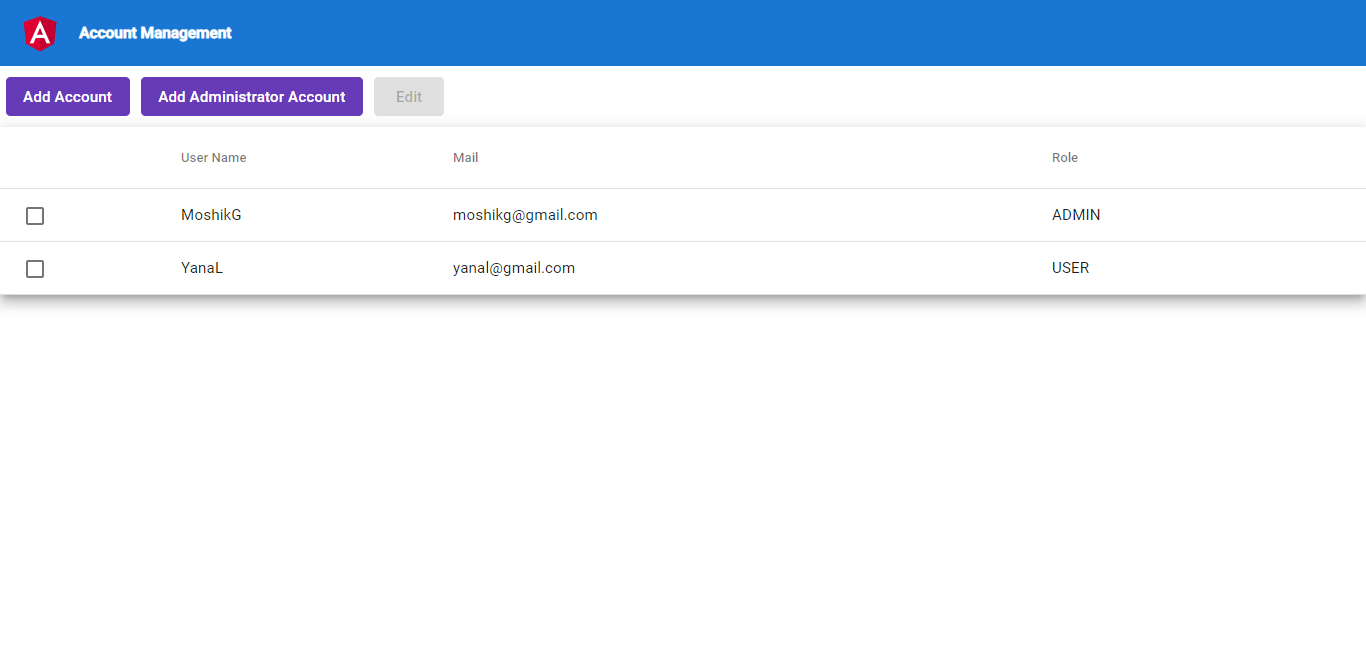 A
Account Management
Add Account Add Administrator Account Edit
User Name Mail Role
MoshikG moshikg@gmail.com ADMIN
YanaL yanal@gmail.com USER